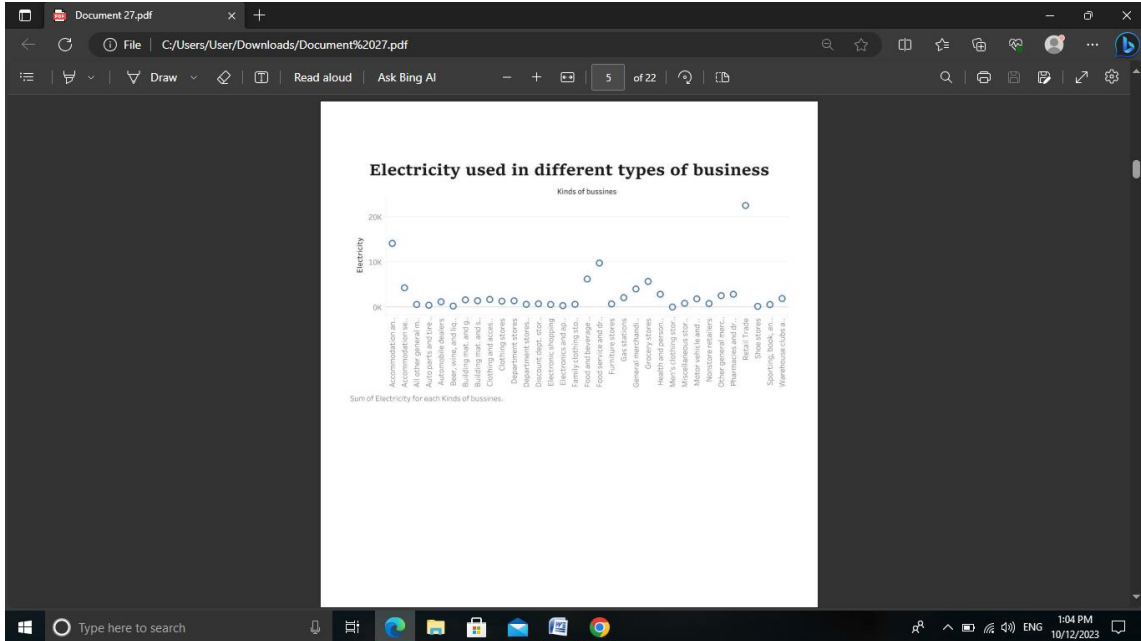 Document 27.pdf
File | C:/Users/User/Downloads/Document%2027.pdf
Draw
Read aloud
Ask Bing AI
5 of 22
Electricity used in different types of business
Kinds of bussines
Electricity
20K
10K
0K
Accommodation an..
Accommodation se..
All other general m..
Auto parts and tire ..
Automobile dealers
Beer, wine, and liq..
Building mat. and g..
Building mat. and s..
Clothing and acces..
Clothing stores
Department stores
Department stores..
Discount dept. stor..
Electronic shopping
Electronics and ap..
Family clothing sto..
Food and beverage ..
Food service and dr..
Furniture stores
Gas stations
General merchandi..
Grocery stores
Health and person..
Men's clothing stor..
Miscellaneous stor..
Motor vehicle and ..
Nonstore retailers
Other general merc..
Pharmacies and dr..
Retail Trade
Shoe stores
Sporting, book, an..
Warehouse clubs a..
Sum of Electricity for each Kinds of bussines.
Type here to search
ENG
1:04 PM
10/12/2023